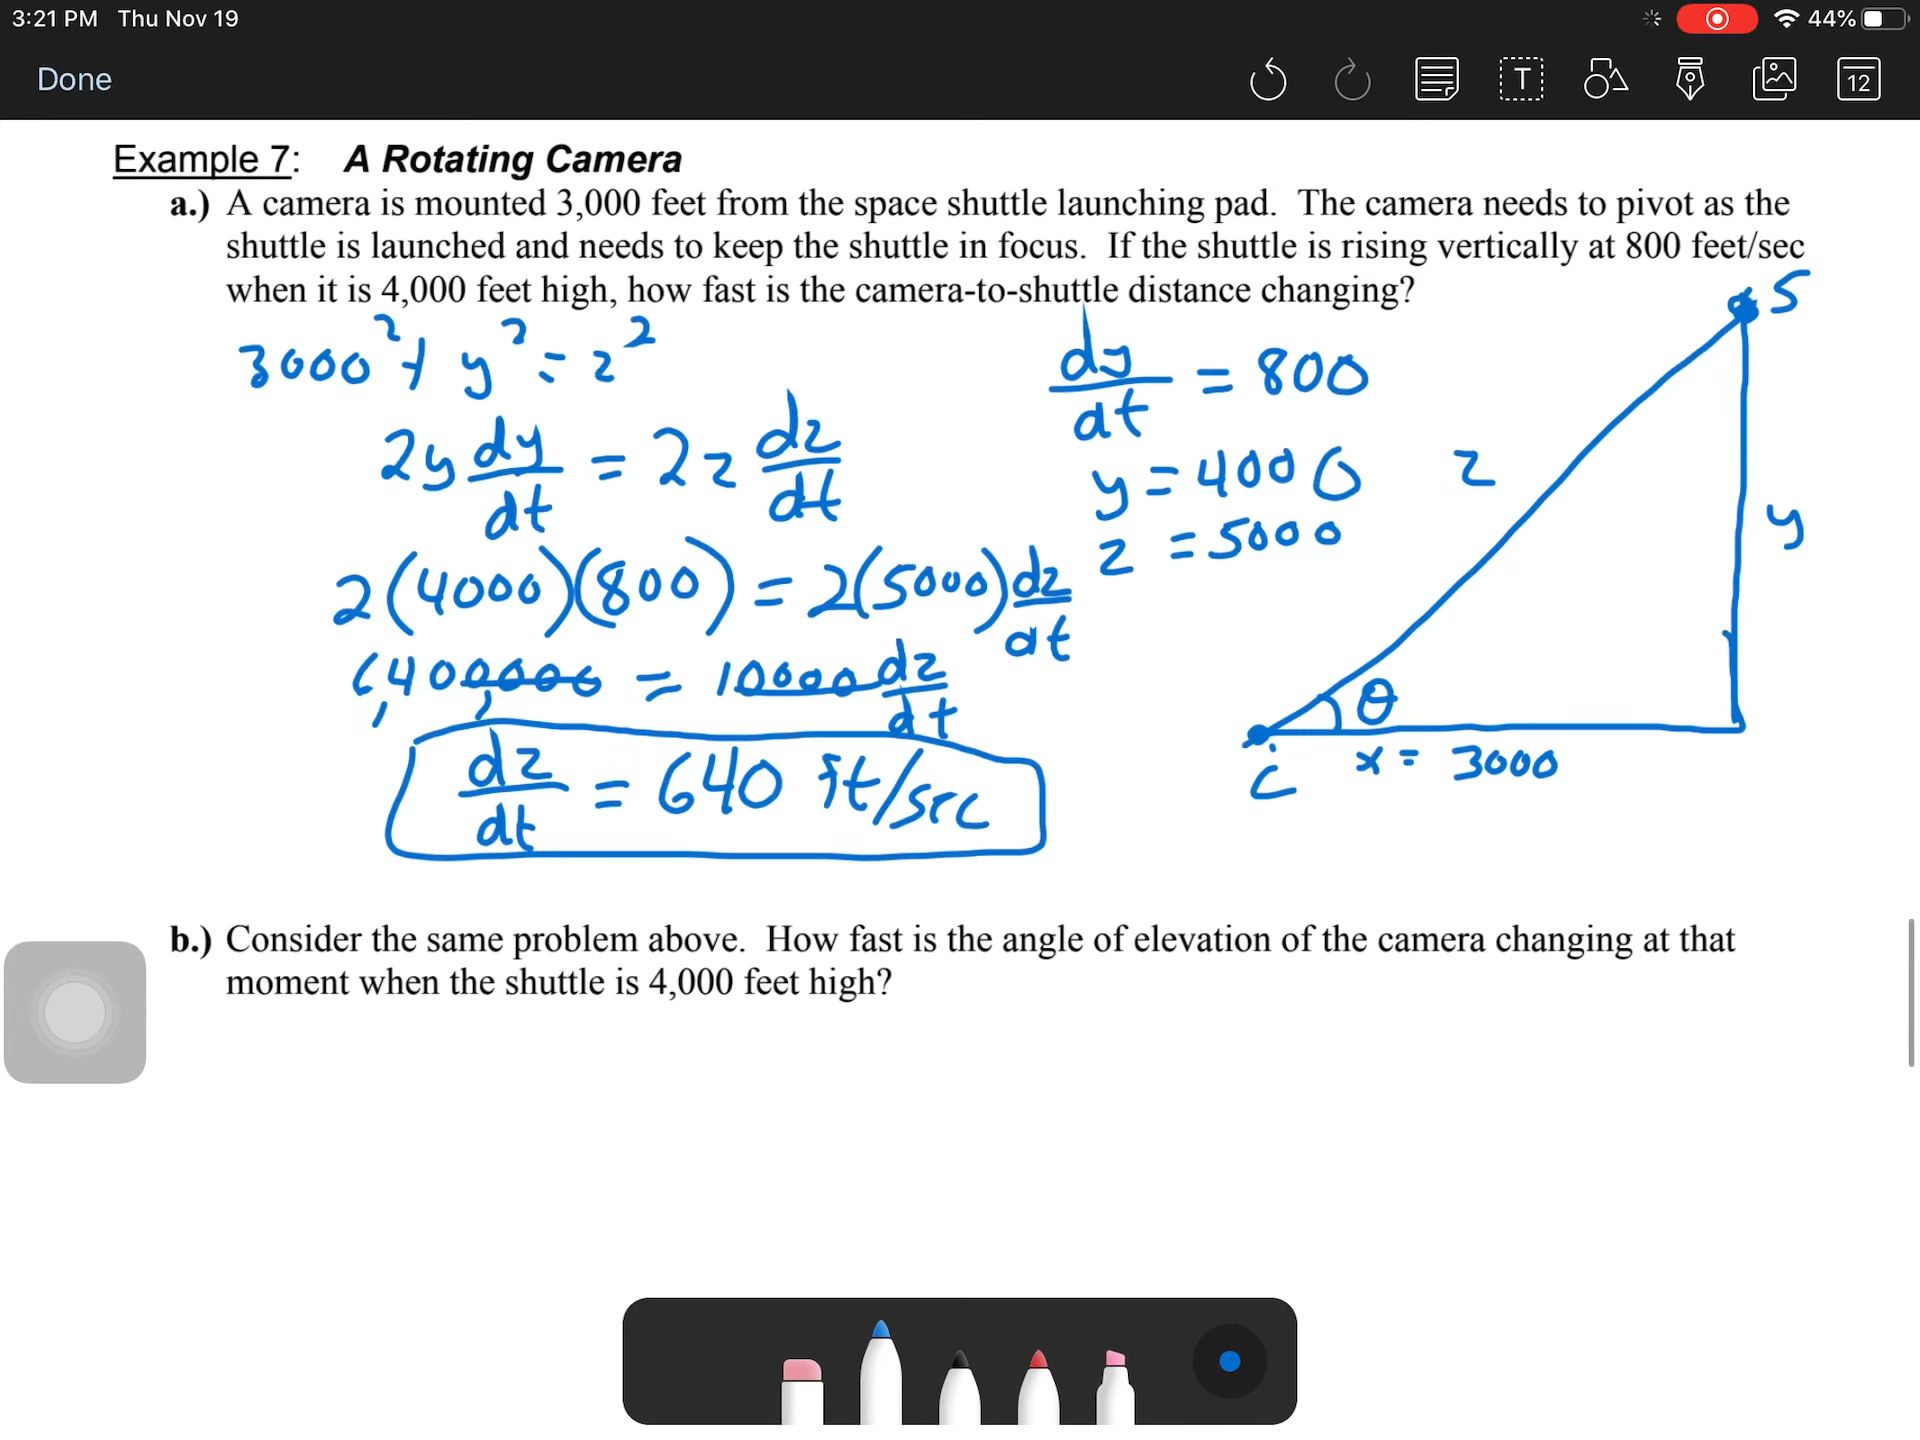 3:21 PM Thu Nov 19 44%
Done T 12
Example 7: A Rotating Camera
a.) A camera is mounted 3,000 feet from the space shuttle launching pad. The camera needs to pivot as the
shuttle is launched and needs to keep the shuttle in focus. If the shuttle is rising vertically at 800 feet/sec
when it is 4,000 feet high, how fast is the camera-to-shuttle distance changing?
3000² + y² = z²
2y dy/dt = 2z dz/dt
2(4000)(800) = 2(5000) dz/dt
6,400,000 = 10000 dz/dt
dz/dt = 640 ft/sec
dy/dt = 800
y = 4000
z = 5000
S
z
y
θ
C
x = 3000
b.) Consider the same problem above. How fast is the angle of elevation of the camera changing at that
moment when the shuttle is 4,000 feet high?